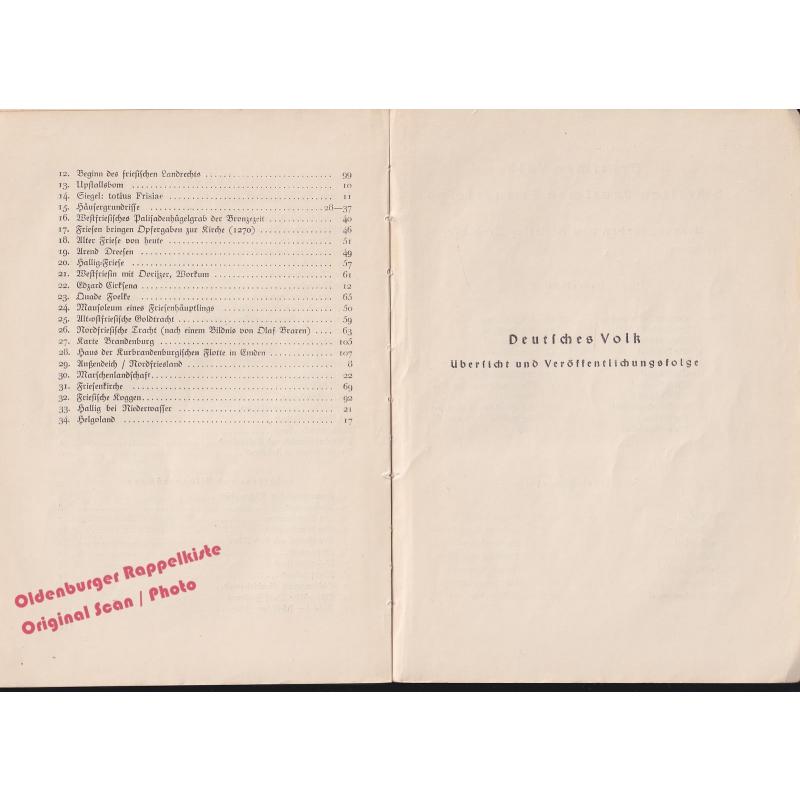 12. Beginn des friesischen Landrechts 99
13. Upstallsbom 10
14. Siegel: totius Frisiae 11
15. Häusergrundrisse 28—37
16. Westfriesisches Palisadenhügelgrab der Bronzezeit 40
17. Friesen bringen Opfergaben zur Kirche (1270) 46
18. Alter Friese von heute 51
19. Arend Dreesen 49
20. Hallig-Friese 57
21. Westfriesin mit Oorijzer, Workum 61
22. Edzard Cirksena 12
23. Quade Foelke 65
24. Mausoleum eines Friesenhäuptlings 50
25. Altwestfriesische Goldtracht 59
26. Nordfriesische Tracht (nach einem Bildnis von Olaf Braren) 63
27. Karte Brandenburg 105
28. Haus der Kurbrandenburgischen Flotte in Emden 107
29. Außendeich / Nordfriesland 8
30. Marschenlandschaft 22
31. Friesenkirche 69
32. Friesische Koggen 92
33. Hallig bei Niederwasser 21
34. Helgoland 17
Oldenburger Rappelkiste
Original Scan / Photo
Deutsches Volk
Übersicht und Veröffentlichungsfolge